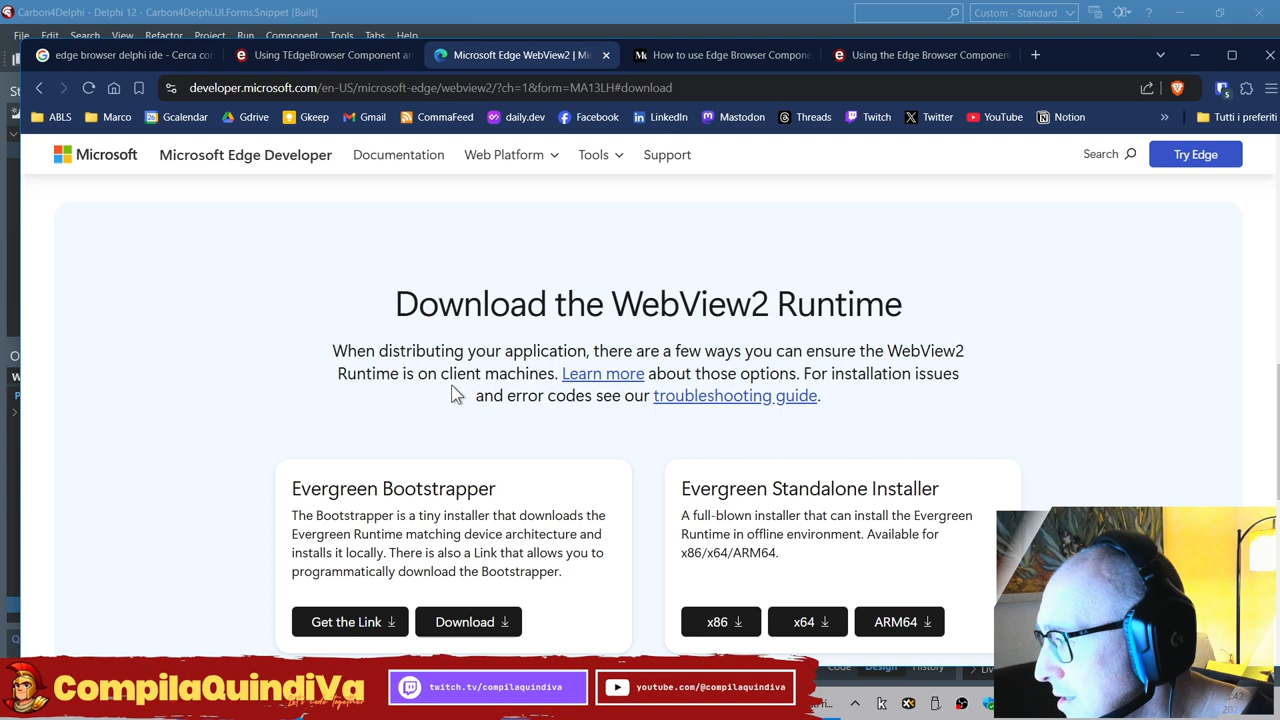 Carbon4Delphi - Delphi 12 - Carbon4Delphi.UI.Forms.Snippet [Built]
Custom - Standard
File Edit Search View Refactor Project Run Component Tools Tabs Help
edge browser delphi ide - Cerca co
Using TEdgeBrowser Component an
Microsoft Edge WebView2 | Mi
How to use Edge Browser Compone
Using the Edge Browser Component
developer.microsoft.com/en-US/microsoft-edge/webview2/?ch=1&form=MA13LH#download
ABLS Marco Gcalendar Gdrive Gkeep Gmail CommaFeed daily.dev Facebook LinkedIn Mastodon Threads Twitch Twitter YouTube Notion » Tutti i preferiti
Microsoft Microsoft Edge Developer Documentation Web Platform Tools Support Search Try Edge
Download the WebView2 Runtime
When distributing your application, there are a few ways you can ensure the WebView2
Runtime is on client machines. Learn more about those options. For installation issues
and error codes see our troubleshooting guide.
Evergreen Bootstrapper
The Bootstrapper is a tiny installer that downloads the
Evergreen Runtime matching device architecture and
installs it locally. There is also a Link that allows you to
programmatically download the Bootstrapper.
Get the Link Download
Evergreen Standalone Installer
A full-blown installer that can install the Evergreen
Runtime in offline environment. Available for
x86/x64/ARM64.
x86 x64 ARM64
Code Design History
CompilaQuindiVa
Let's Code Together
twitch.tv/compilaquindiva
youtube.com/@compilaquindiva